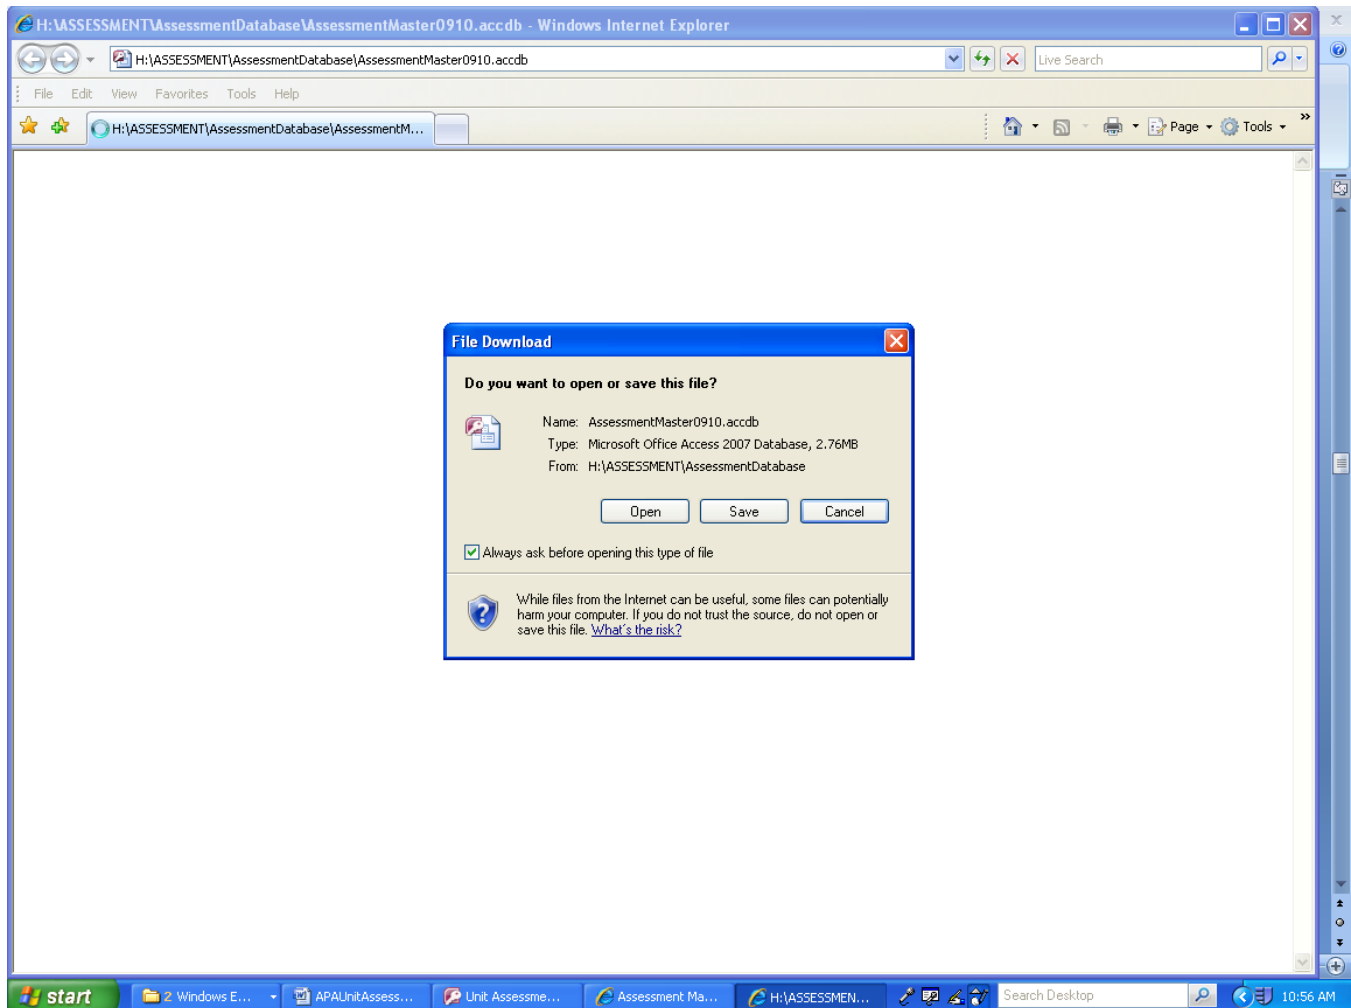 H:\ASSESSMENT\AssessmentDatabase\AssessmentMaster0910.accdb - Windows Internet Explorer
H:\ASSESSMENT\AssessmentDatabase\AssessmentMaster0910.accdb
Live Search
File Edit View Favorites Tools Help
H:\ASSESSMENT\AssessmentDatabase\AssessmentM...
Page Tools
File Download
Do you want to open or save this file?
Name: AssessmentMaster0910.accdb
Type: Microsoft Office Access 2007 Database, 2.76MB
From: H:\ASSESSMENT\AssessmentDatabase
Open Save Cancel
Always ask before opening this type of file
While files from the Internet can be useful, some files can potentially
harm your computer. If you do not trust the source, do not open or
save this file. What's the risk?
start 2 Windows E... APAUnitAssess... Unit Assessme... Assessment Ma... H:\ASSESSMEN... Search Desktop 10:56 AM